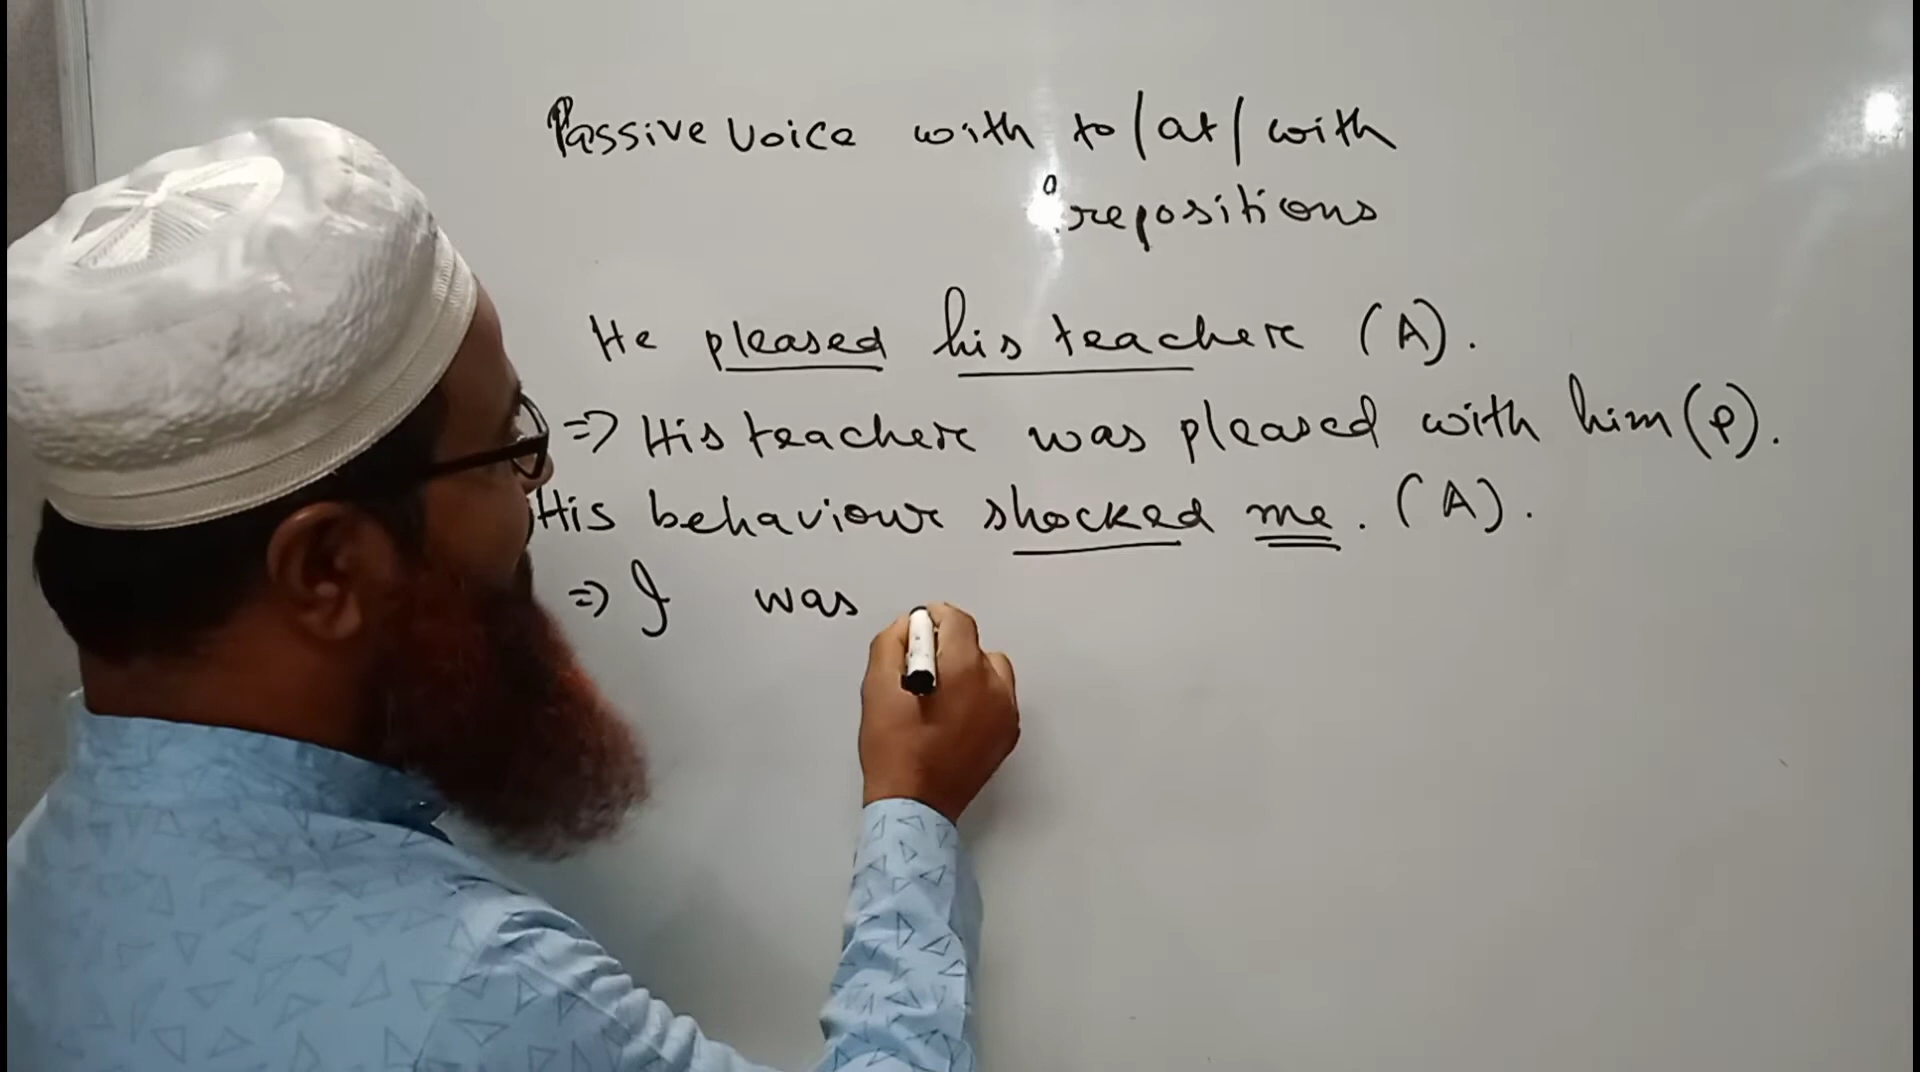 Passive Voice with to/at/with
prepositions
He pleased his teacher (A).
=> His teacher was pleased with him (P).
His behaviour shocked me. (A).
=> I was